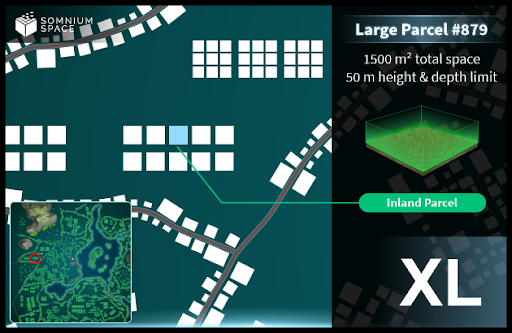 SOMNIUM
SPACE
Large Parcel #879
1500 m² total space
50 m height & depth limit
Inland Parcel
XL